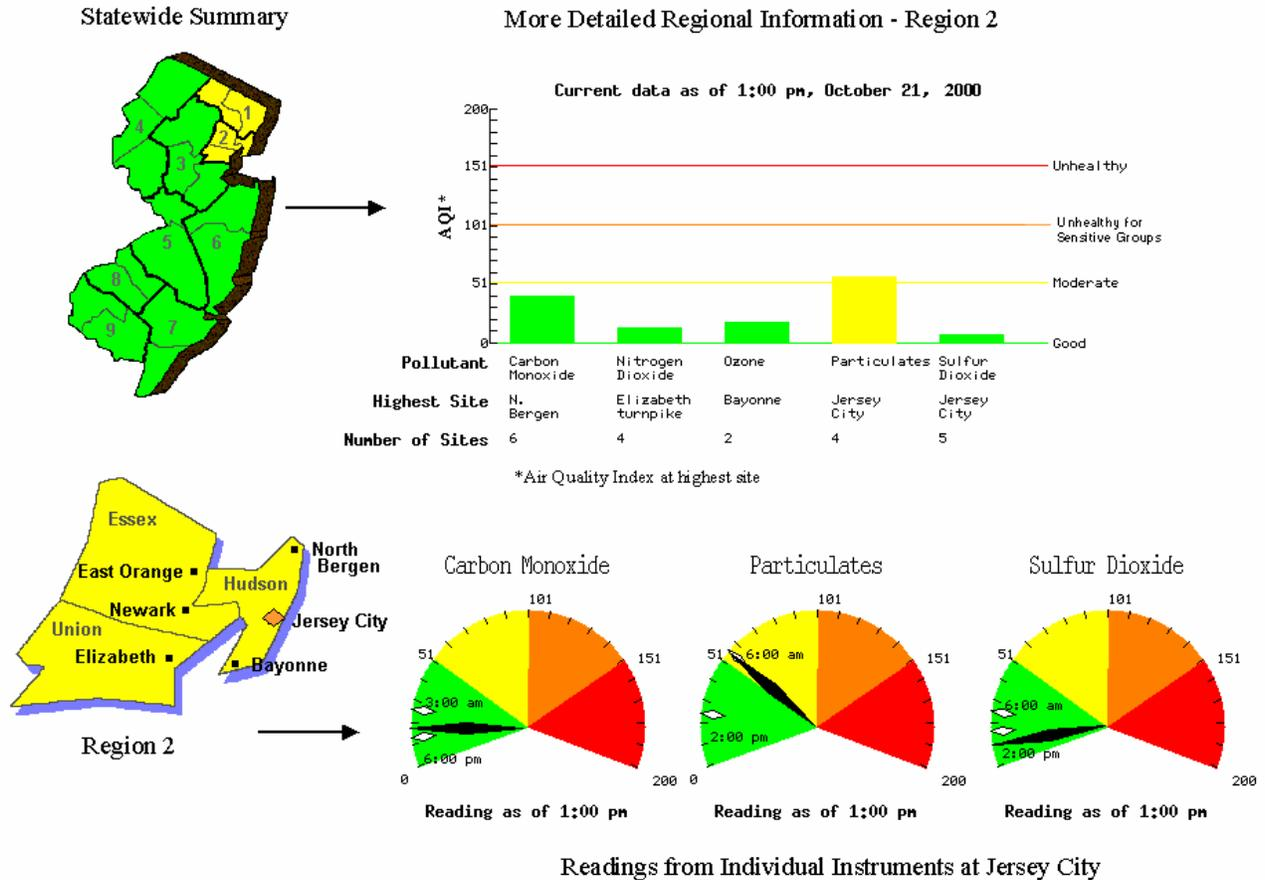 Statewide Summary
More Detailed Regional Information - Region 2
Current data as of 1:00 pm, October 21, 2000
1
2
3
4
5
6
7
8
9
AQI*
200
151
101
51
0
Unhealthy
Unhealthy for
Sensitive Groups
Moderate
Good
Pollutant Carbon Monoxide Nitrogen Dioxide Ozone Particulates Sulfur Dioxide
Highest Site N. Bergen Elizabeth turnpike Bayonne Jersey City Jersey City
Number of Sites 6 4 2 4 5
*Air Quality Index at highest site
Essex
East Orange
Newark
Union
Elizabeth
Hudson
North
Bergen
Jersey City
Bayonne
Region 2
Carbon Monoxide
101
51
151
3:00 am
6:00 pm
0
200
Reading as of 1:00 pm
Particulates
101
51
6:00 am
151
2:00 pm
0
200
Reading as of 1:00 pm
Sulfur Dioxide
101
51
151
6:00 am
2:00 pm
200
Reading as of 1:00 pm
Readings from Individual Instruments at Jersey City